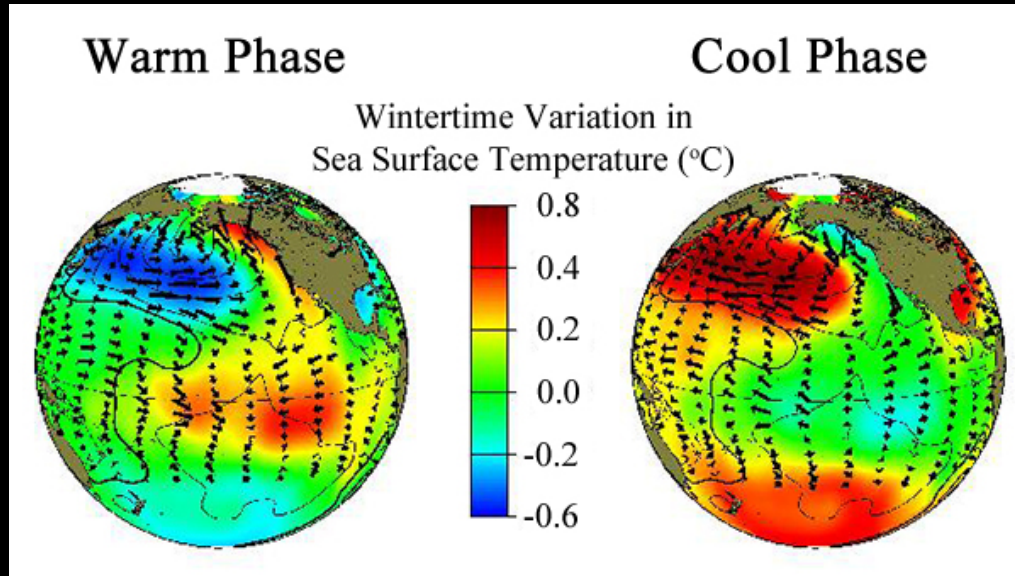 Warm Phase
Cool Phase
Wintertime Variation in
Sea Surface Temperature (°C)
0.8
0.4
0.2
0.0
-0.2
-0.6